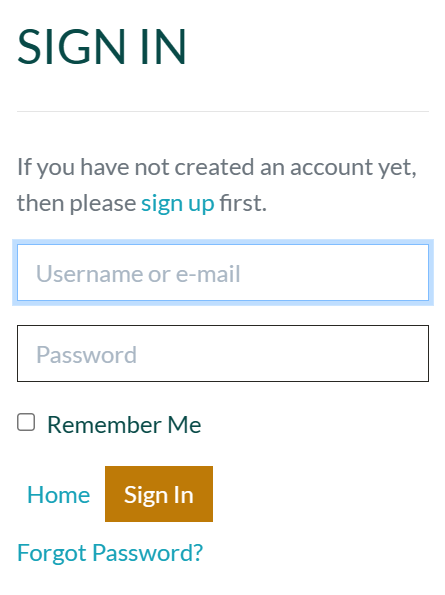 SIGN IN
If you have not created an account yet,
then please sign up first.
Username or e-mail
Password
Remember Me
Home Sign In
Forgot Password?